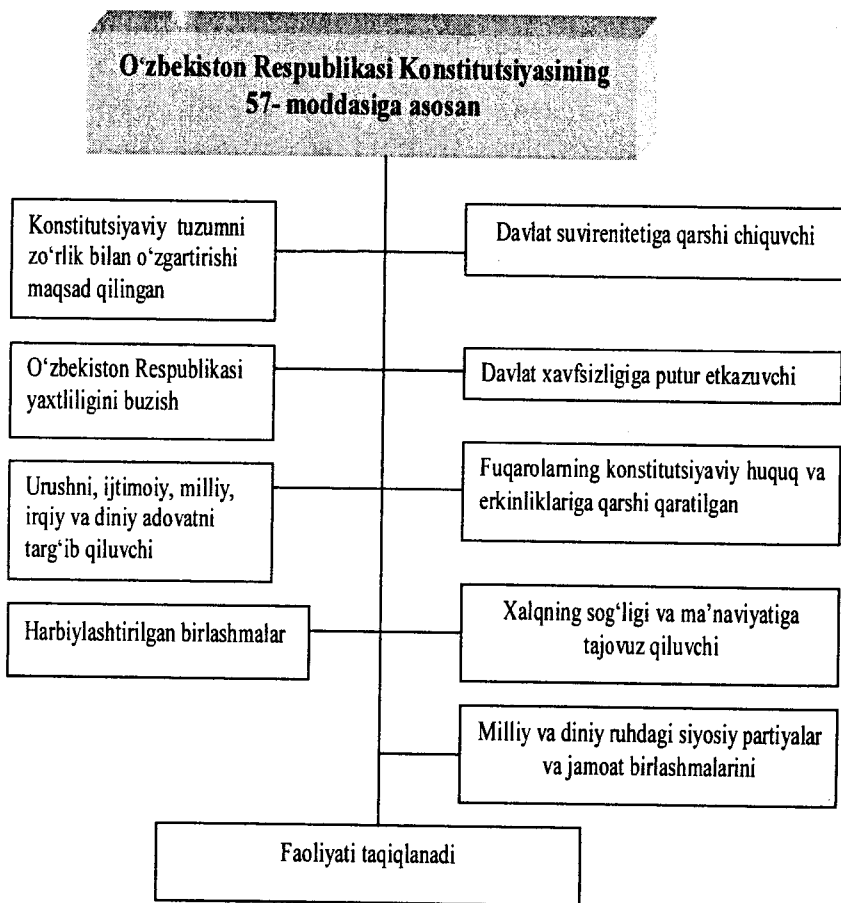 O‘zbekiston Respublikasi Konstitutsiyasining
57- moddasiga asosan
Konstitutsiyaviy tuzumni
zo‘rlik bilan o‘zgartirishi
maqsad qilingan
Davlat suvirenitetiga qarshi chiquvchi
O‘zbekiston Respublikasi
yaxtliligini buzish
Davlat xavfsizligiga putur etkazuvchi
Urushni, ijtimoiy, milliy,
irqiy va diniy adovatni
targ‘ib qiluvchi
Fuqarolarning konstitutsiyaviy huquq va
erkinliklariga qarshi qaratilgan
Harbiylashtirilgan birlashmalar
Xalqning sog‘ligi va ma’naviyatiga
tajovuz qiluvchi
Milliy va diniy ruhdagi siyosiy partiyalar
va jamoat birlashmalarini
Faoliyati taqiqlanadi